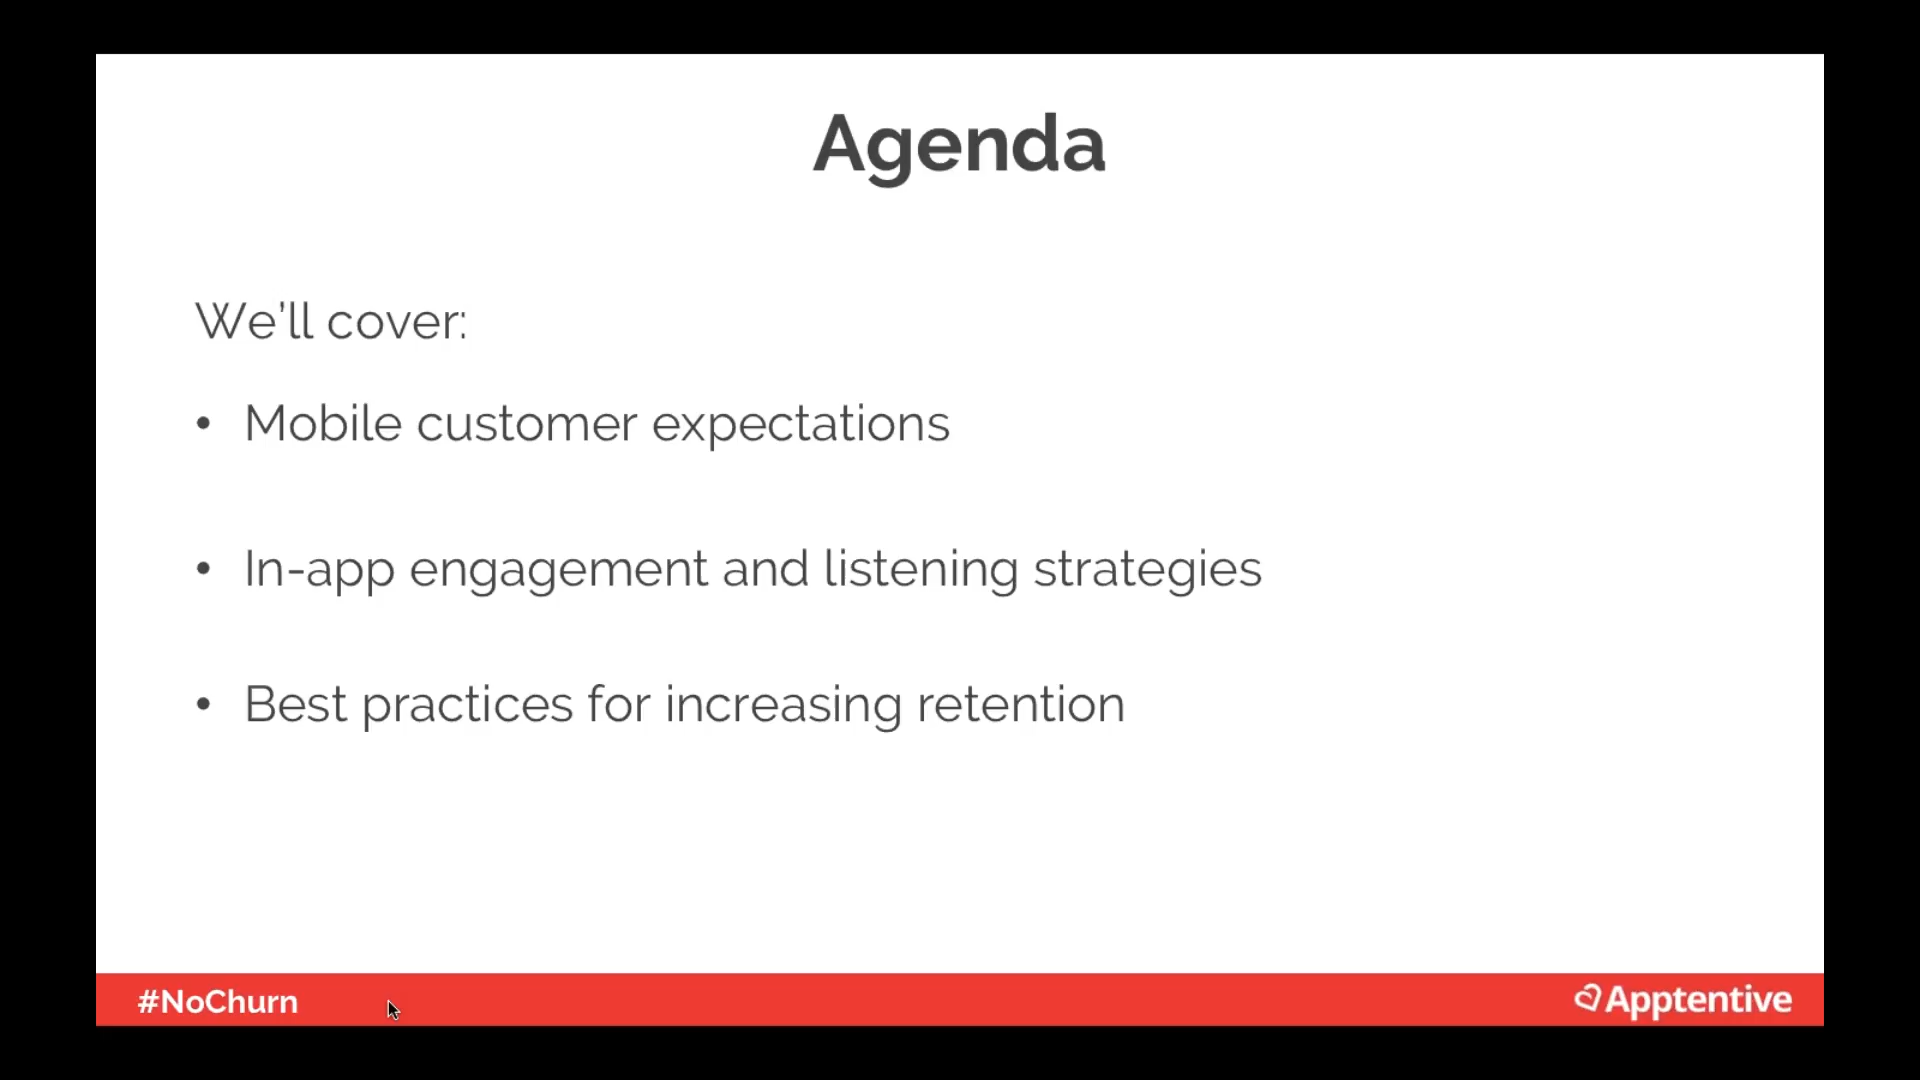 Agenda
We’ll cover:
• Mobile customer expectations
• In-app engagement and listening strategies
• Best practices for increasing retention
#NoChurn
Apptentive